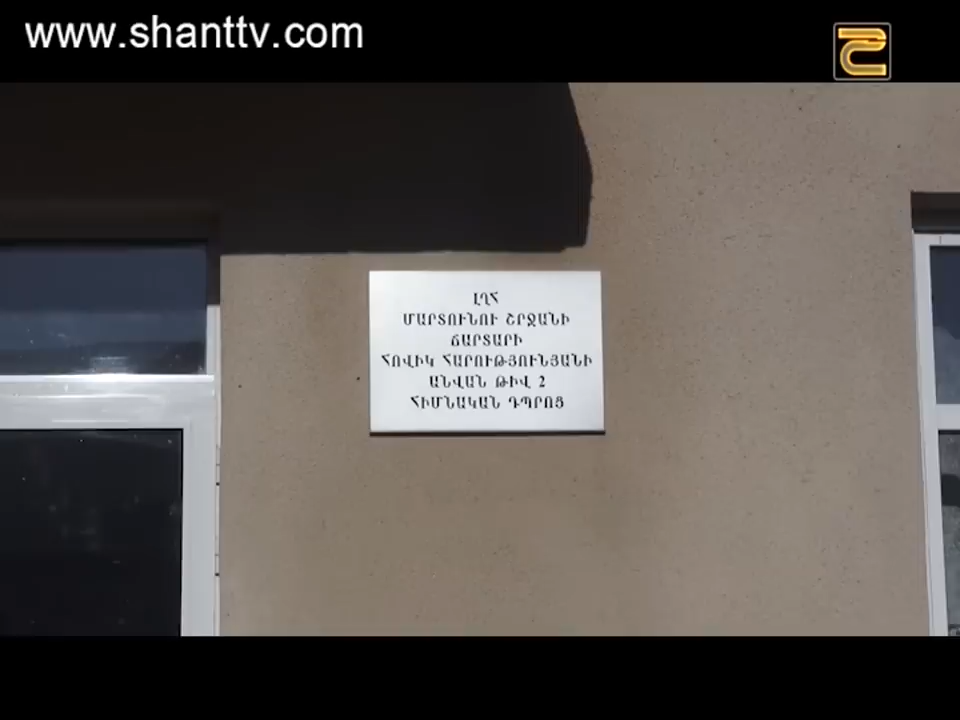 www.shanttv.com
ԼՂՀ
ՄԱՐՏՈՒՆՈՒ ՇՐՋԱՆԻ
ՃԱՐՏԱՐԻ
ՀՈՎԻԿ ՀԱՐՈՒԹՅՈՒՆՅԱՆԻ
ԱՆՎԱՆ ԹԻՎ 2
ՀԻՄՆԱԿԱՆ ԴՊՐՈՑ